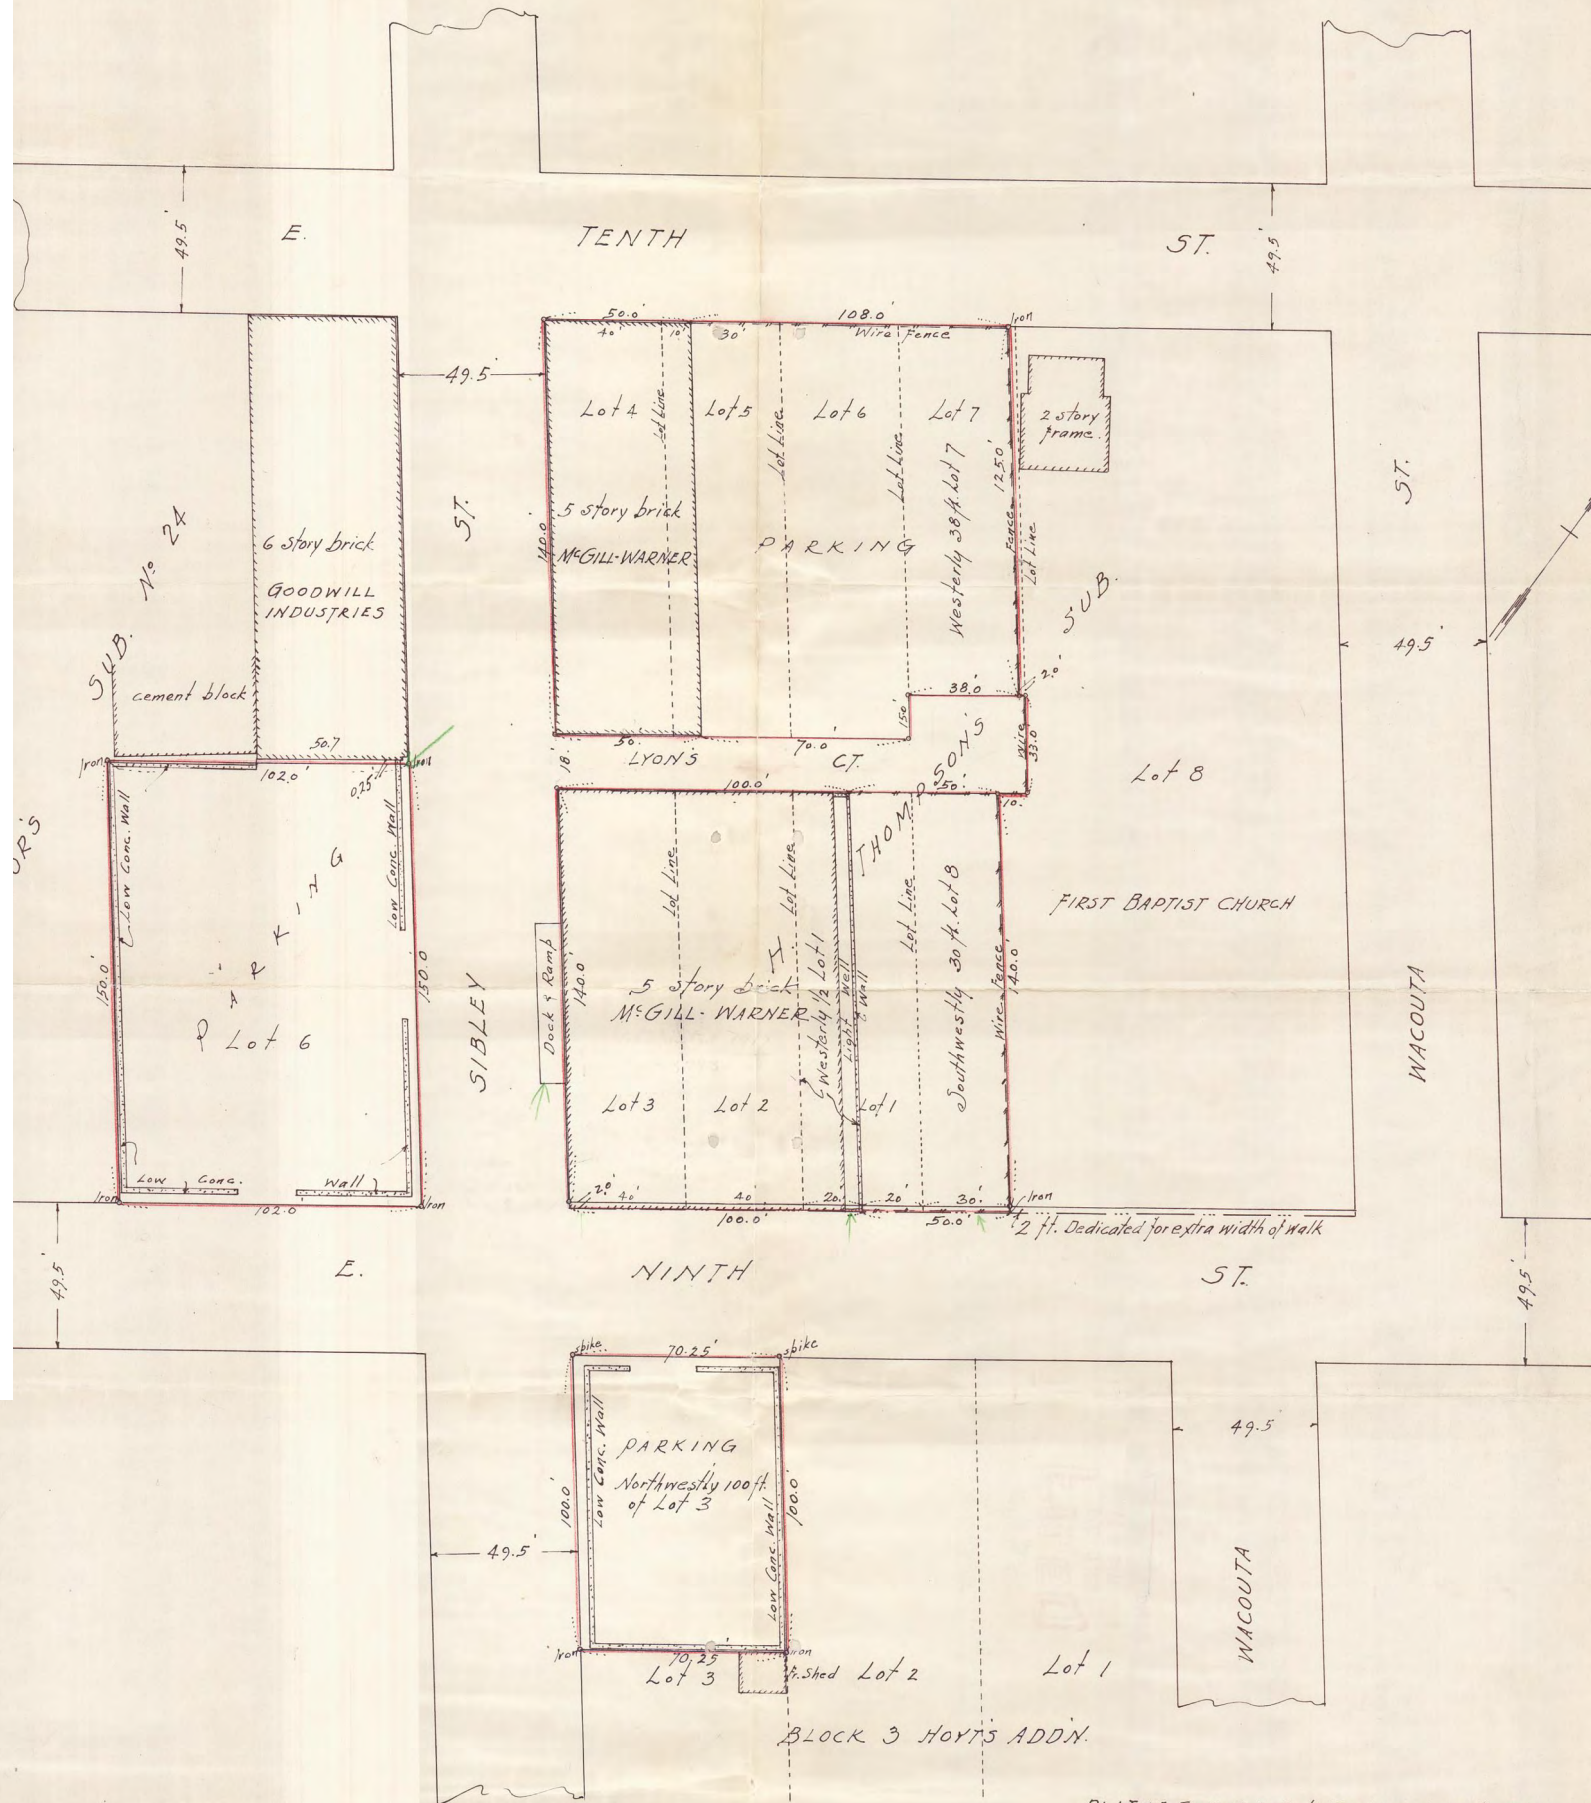 E. TENTH ST.
49.5'
49.5'
50.0'
108.0'
Iron
40'
10'
30'
Wire Fence
49.5'
Lot 4
Lot Line
Lot 5
Lot Line
Lot 6
Lot Line
Lot 7
2 story
frame.
125.0'
Fence
Lot Line
Westerly 38 ft. Lot 7
ST.
ST.
5 story brick
McGILL-WARNER
140.0
PARKING
No. 24
6 story brick
GOODWILL
INDUSTRIES
SUB.
49.5'
SUB.
cement block
2.0'
38.0
15.0'
Wire
33.0
50.7
Iron
102.0'
0.25'
Iron
50.
70.0'
18.
LYON'S CT.
Lot 8
100.0'
50.'
10.
THOMPSON'S
Low Conc. Wall
Low Conc. Wall
PARKING
Lot Line
Lot Line
Lot Line
Southwestly 30 ft. Lot 8
FIRST BAPTIST CHURCH
150.0'
150.0
SIBLEY
Dock & Ramp
140.0'
5 story brick
McGILL-WARNER
Westerly 1/2 Lot 1
Light Well
Wall
Wire Fence
140.0'
WACOUTA
Lot 6
Lot 3
Lot 2
Lot 1
Low Conc. Wall
Iron
102.0
Iron
2.0'
40'
40'
20.'
20'
30.'
Iron
100.0'
50.0'
2 ft. Dedicated for extra width of walk
49.5'
E. NINTH ST.
49.5'
spike
70.25'
spike
Low Conc. Wall
PARKING
Northwestly 100 ft.
of Lot 3
100.0'
100.0'
Low Conc. Wall
49.5'
49.5'
WACOUTA
Iron
70.25'
Iron
Lot 3
Fr. Shed
Lot 2
Lot 1
BLOCK 3 HOYT'S ADD'N.